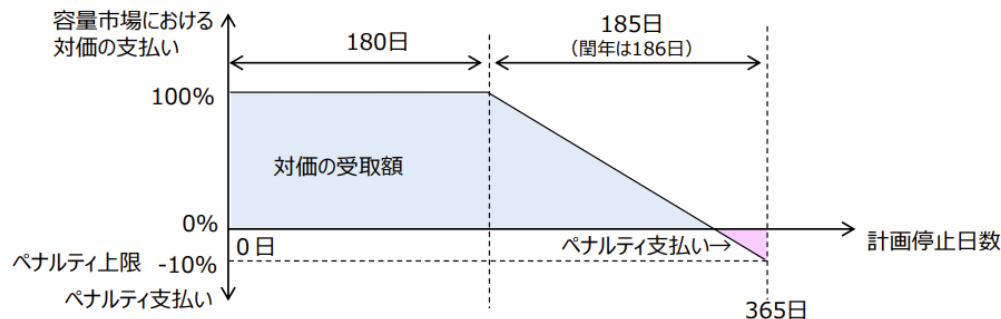 容量市場における
対価の支払い
180日
185日
（閏年は186日）
100%
対価の受取額
0%
0日
ペナルティ支払い→
計画停止日数
ペナルティ上限 -10%
ペナルティ支払い
365日